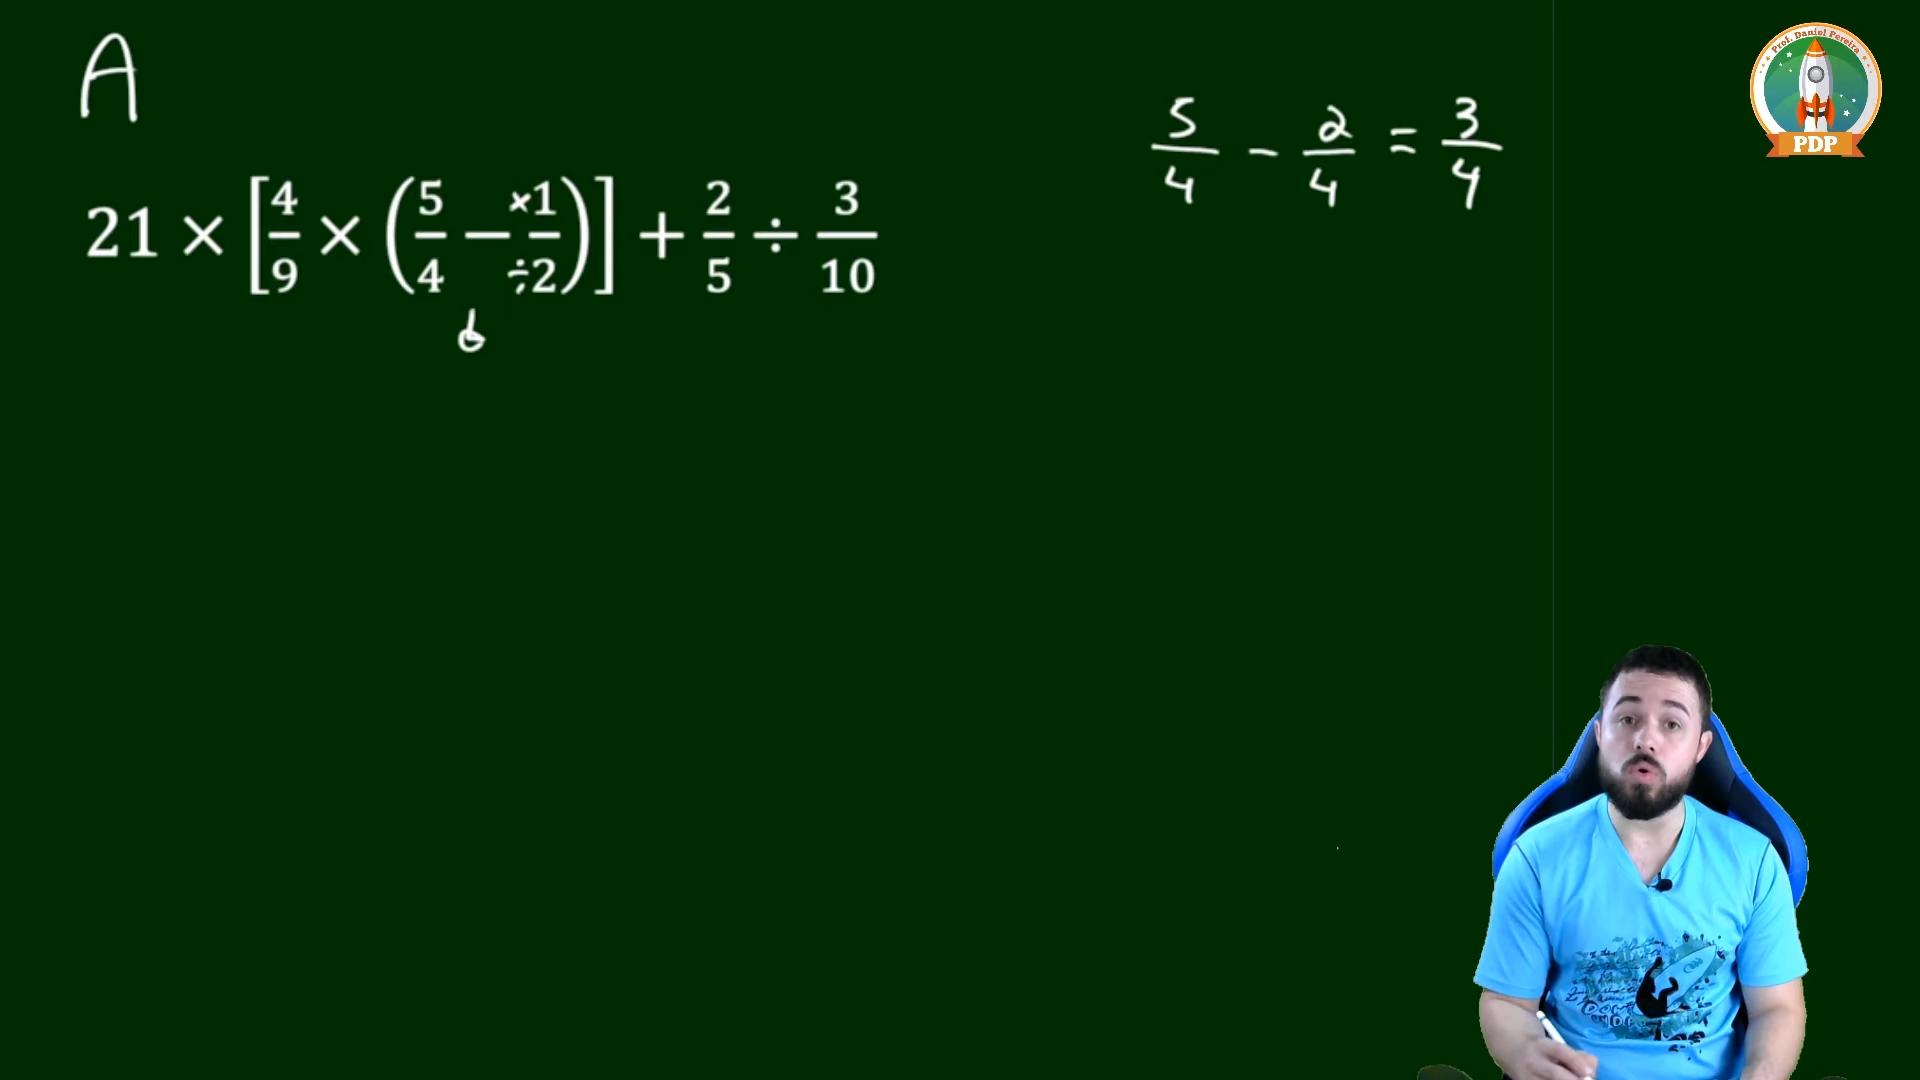 A
21 × [4/9 × (5/4 − ×1/÷2)] + 2/5 ÷ 3/10
5/4 − 2/4 = 3/4
Prof. Daniel Pereira
PDP